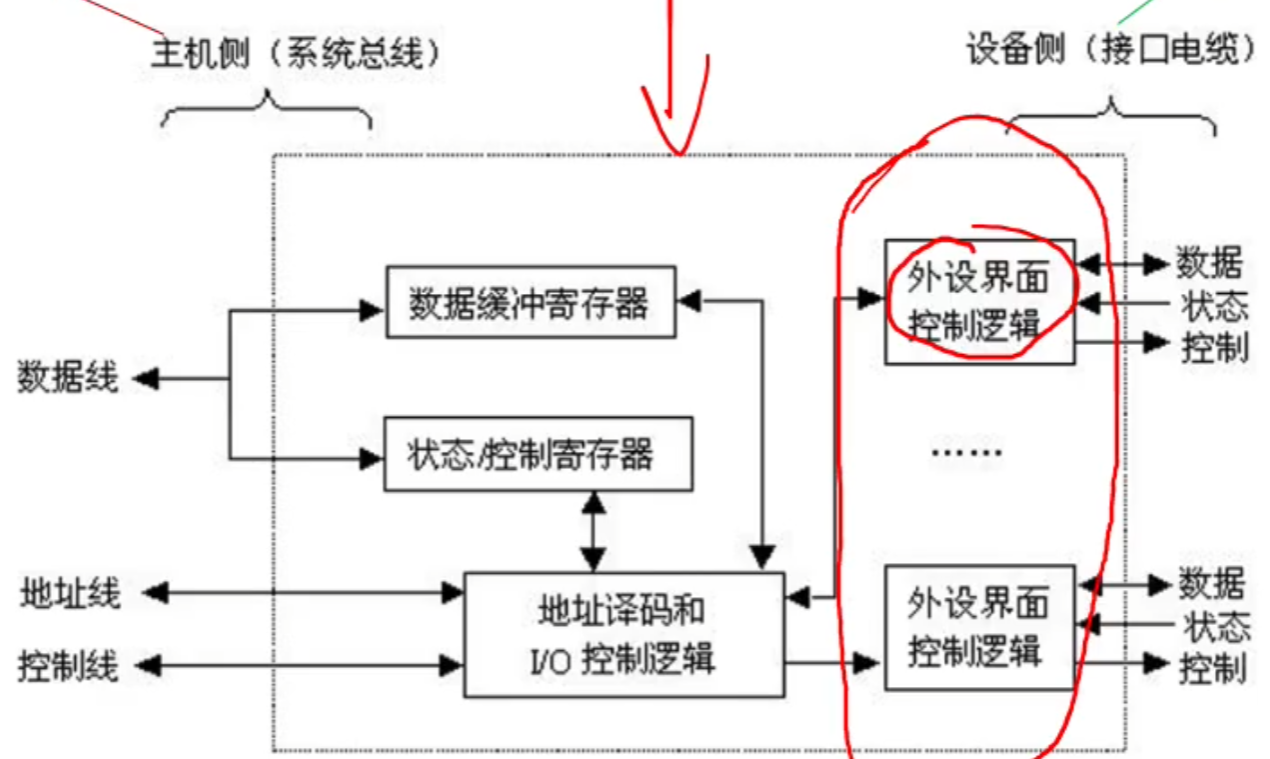 主机侧（系统总线）
设备侧（接口电缆）
数据缓冲寄存器
外设界面
控制逻辑
数据
状态
控制
数据线
状态/控制寄存器
......
地址线
控制线
地址译码和
I/O 控制逻辑
外设界面
控制逻辑
数据
状态
控制